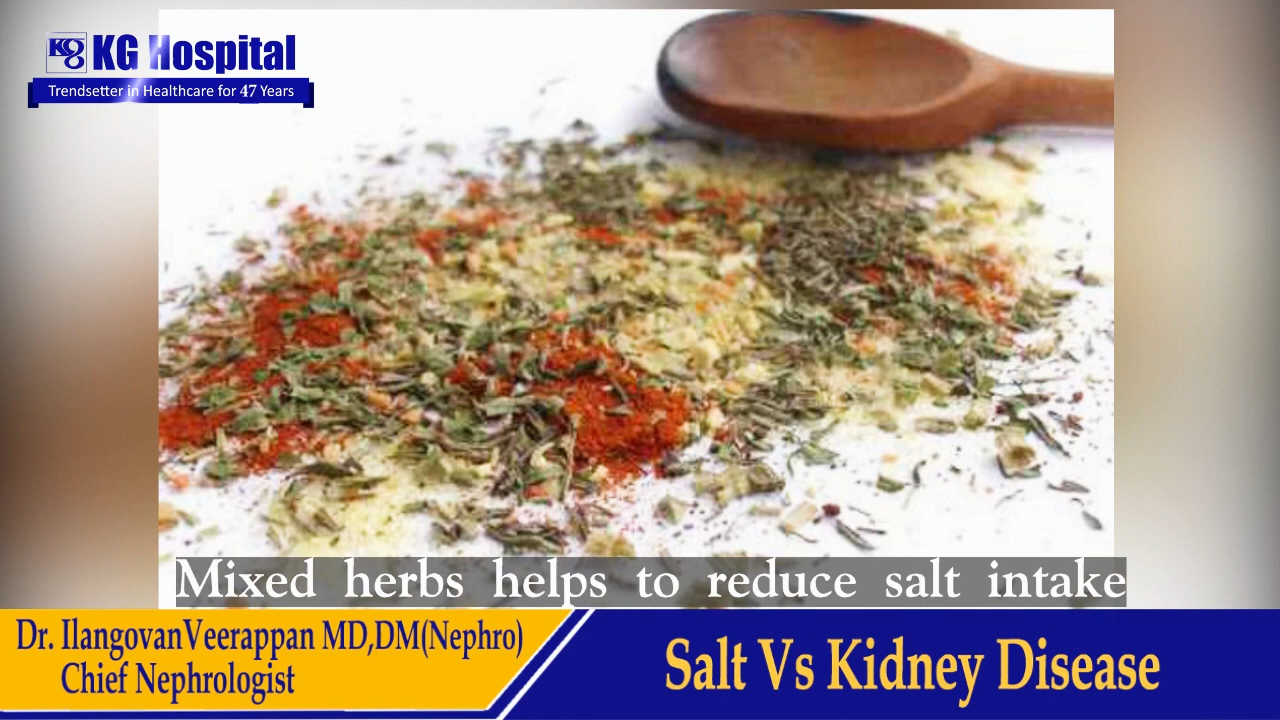 KG Hospital
Trendsetter in Healthcare for 47 Years
Mixed herbs helps to reduce salt intake
Dr. IlangovanVeerappan MD,DM(Nephro)
Chief Nephrologist
Salt Vs Kidney Disease